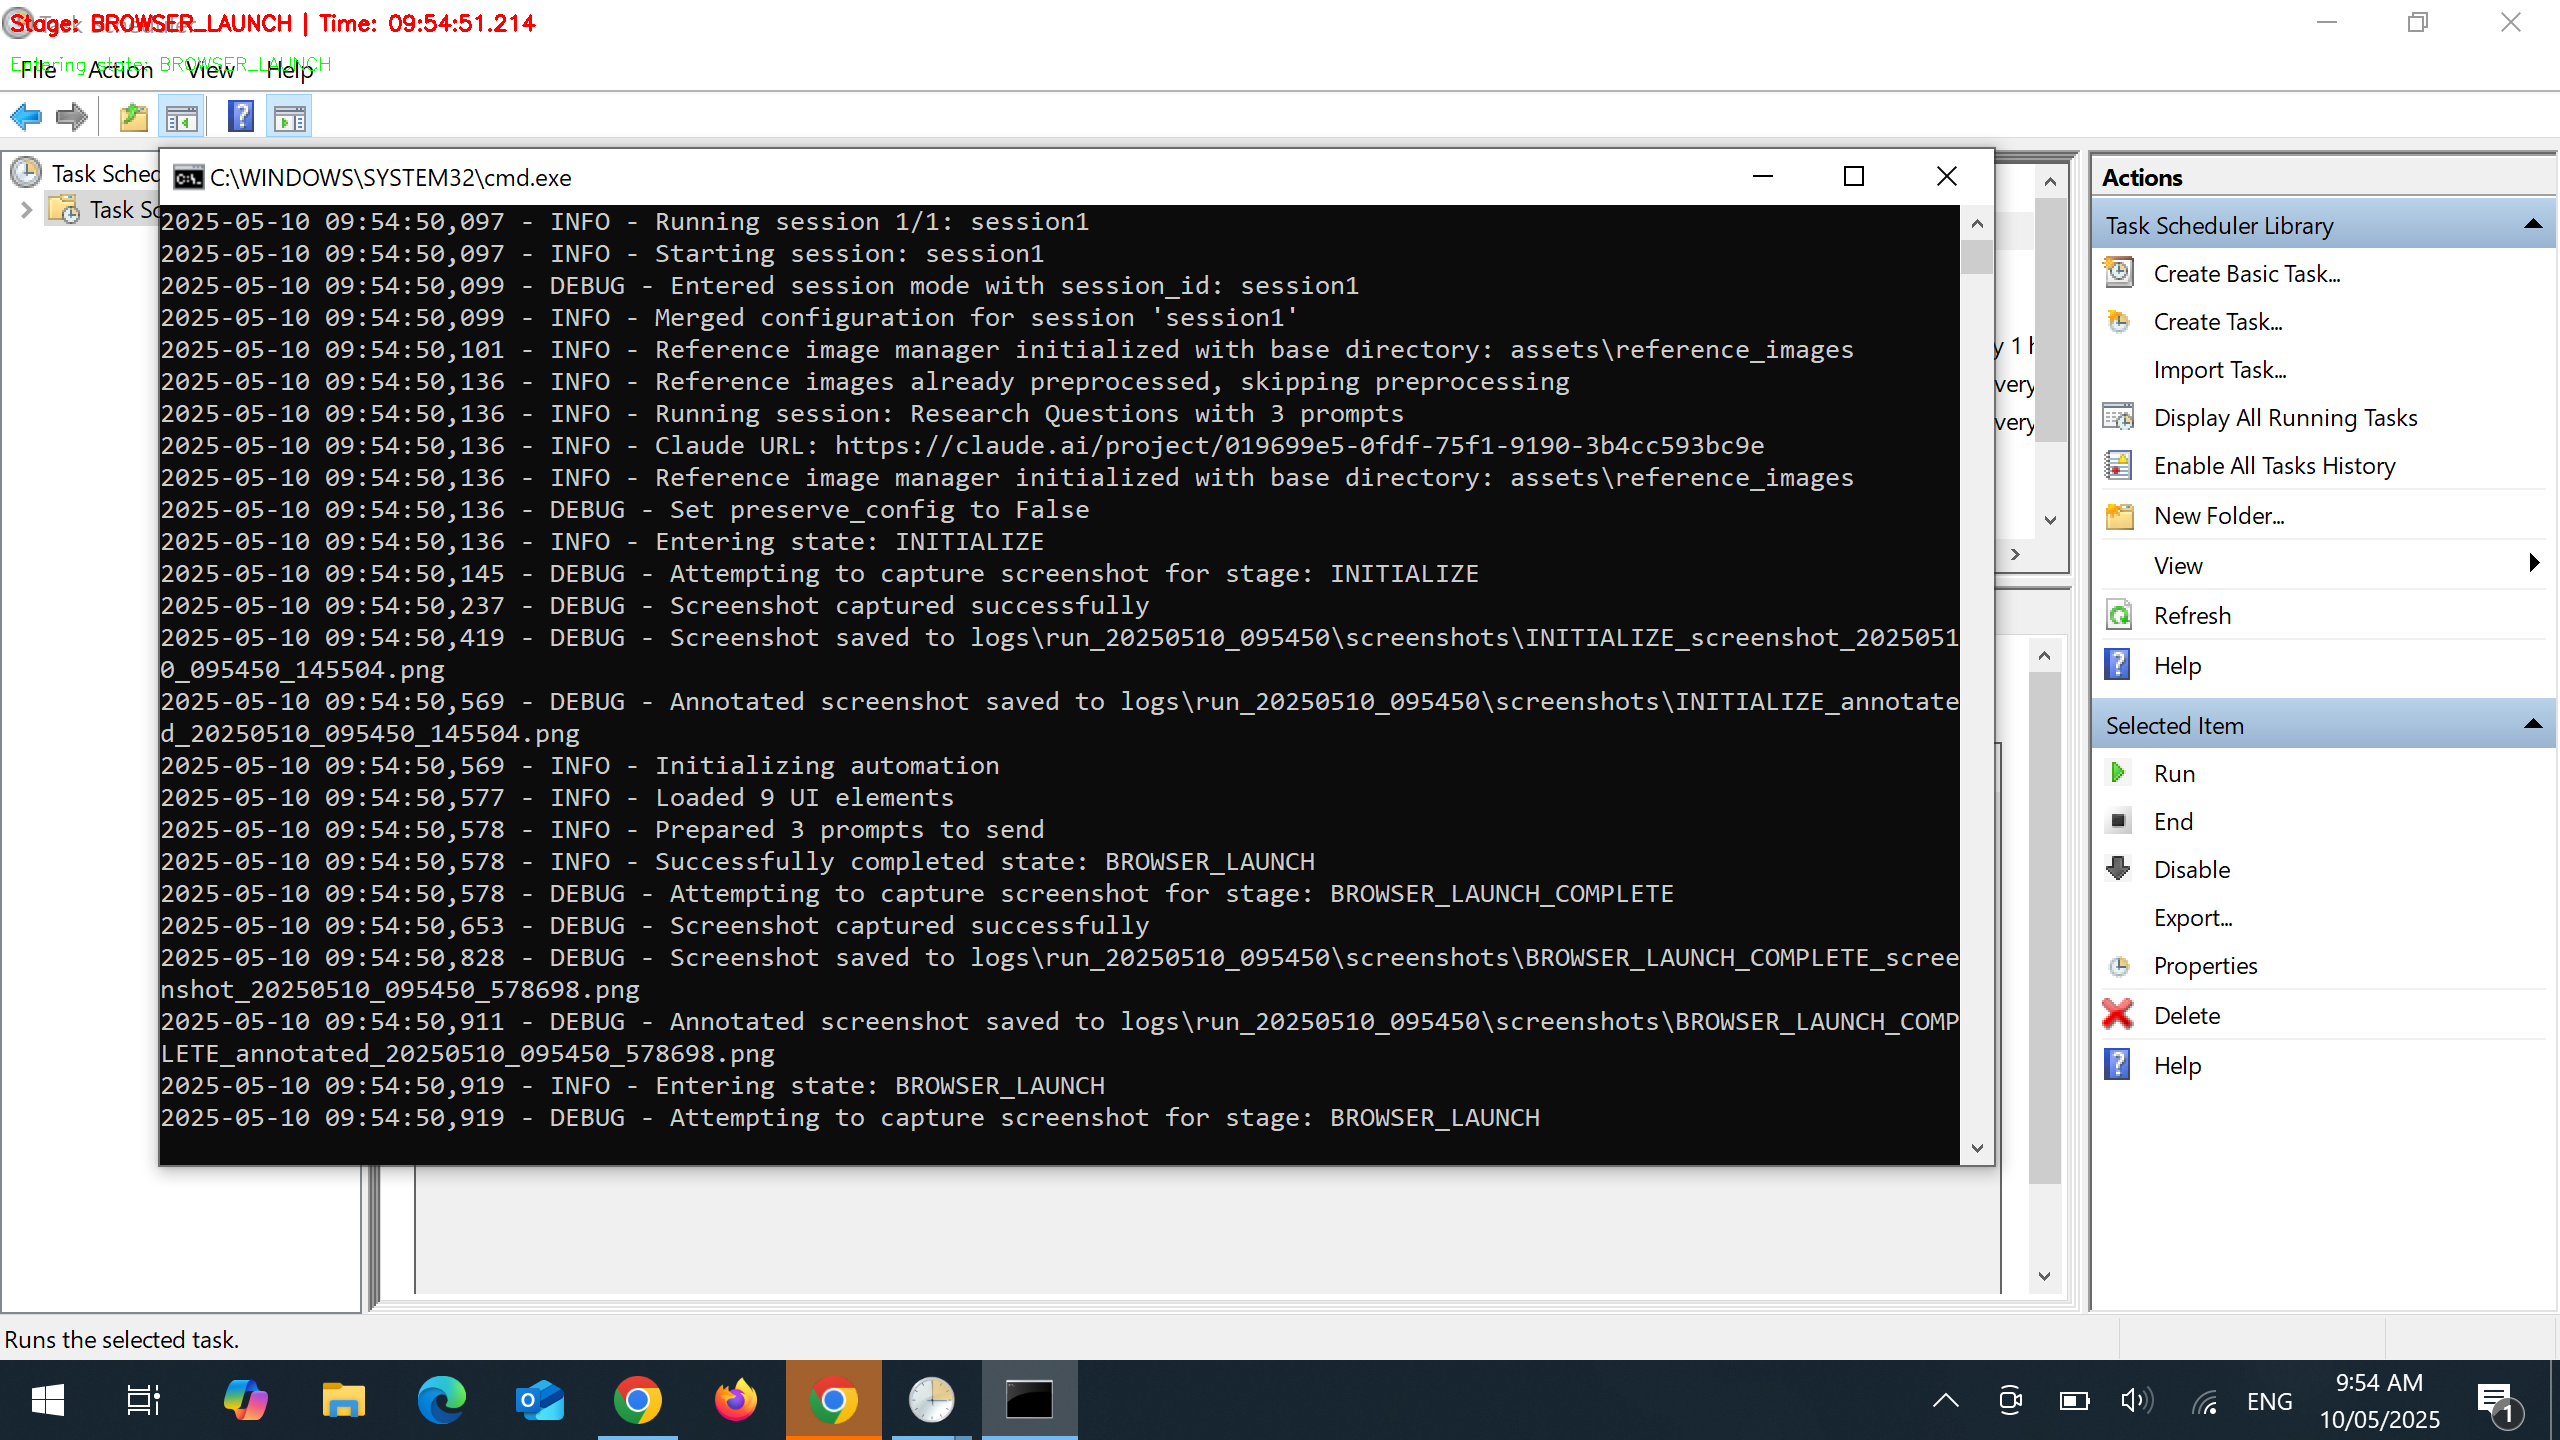 Stage: BROWSER_LAUNCH | Time: 09:54:51.214
Entering state: BROWSER_LAUNCH
File Action View Help
Task Sched
Task Sc
C:\WINDOWS\SYSTEM32\cmd.exe
2025-05-10 09:54:50,097 - INFO - Running session 1/1: session1
2025-05-10 09:54:50,097 - INFO - Starting session: session1
2025-05-10 09:54:50,099 - DEBUG - Entered session mode with session_id: session1
2025-05-10 09:54:50,099 - INFO - Merged configuration for session 'session1'
2025-05-10 09:54:50,101 - INFO - Reference image manager initialized with base directory: assets\reference_images
2025-05-10 09:54:50,136 - INFO - Reference images already preprocessed, skipping preprocessing
2025-05-10 09:54:50,136 - INFO - Running session: Research Questions with 3 prompts
2025-05-10 09:54:50,136 - INFO - Claude URL: https://claude.ai/project/019699e5-0fdf-75f1-9190-3b4cc593bc9e
2025-05-10 09:54:50,136 - INFO - Reference image manager initialized with base directory: assets\reference_images
2025-05-10 09:54:50,136 - DEBUG - Set preserve_config to False
2025-05-10 09:54:50,136 - INFO - Entering state: INITIALIZE
2025-05-10 09:54:50,145 - DEBUG - Attempting to capture screenshot for stage: INITIALIZE
2025-05-10 09:54:50,237 - DEBUG - Screenshot captured successfully
2025-05-10 09:54:50,419 - DEBUG - Screenshot saved to logs\run_20250510_095450\screenshots\INITIALIZE_screenshot_2025051
0_095450_145504.png
2025-05-10 09:54:50,569 - DEBUG - Annotated screenshot saved to logs\run_20250510_095450\screenshots\INITIALIZE_annotate
d_20250510_095450_145504.png
2025-05-10 09:54:50,569 - INFO - Initializing automation
2025-05-10 09:54:50,577 - INFO - Loaded 9 UI elements
2025-05-10 09:54:50,578 - INFO - Prepared 3 prompts to send
2025-05-10 09:54:50,578 - INFO - Successfully completed state: BROWSER_LAUNCH
2025-05-10 09:54:50,578 - DEBUG - Attempting to capture screenshot for stage: BROWSER_LAUNCH_COMPLETE
2025-05-10 09:54:50,653 - DEBUG - Screenshot captured successfully
2025-05-10 09:54:50,828 - DEBUG - Screenshot saved to logs\run_20250510_095450\screenshots\BROWSER_LAUNCH_COMPLETE_scree
nshot_20250510_095450_578698.png
2025-05-10 09:54:50,911 - DEBUG - Annotated screenshot saved to logs\run_20250510_095450\screenshots\BROWSER_LAUNCH_COMP
LETE_annotated_20250510_095450_578698.png
2025-05-10 09:54:50,919 - INFO - Entering state: BROWSER_LAUNCH
2025-05-10 09:54:50,919 - DEBUG - Attempting to capture screenshot for stage: BROWSER_LAUNCH
y 1 h
very
very
Actions
Task Scheduler Library
Create Basic Task...
Create Task...
Import Task...
Display All Running Tasks
Enable All Tasks History
New Folder...
View
Refresh
Help
Selected Item
Run
End
Disable
Export...
Properties
Delete
Help
Runs the selected task.
ENG
9:54 AM
10/05/2025
1